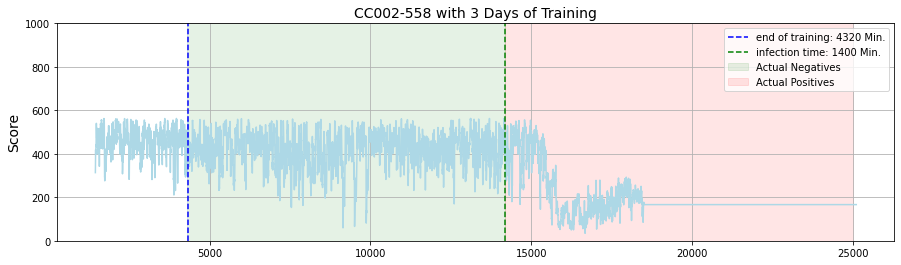 CC002-558 with 3 Days of Training
1000
800
600
400
200
0
Score
end of training: 4320 Min.
infection time: 1400 Min.
Actual Negatives
Actual Positives
5000
10000
15000
20000
25000